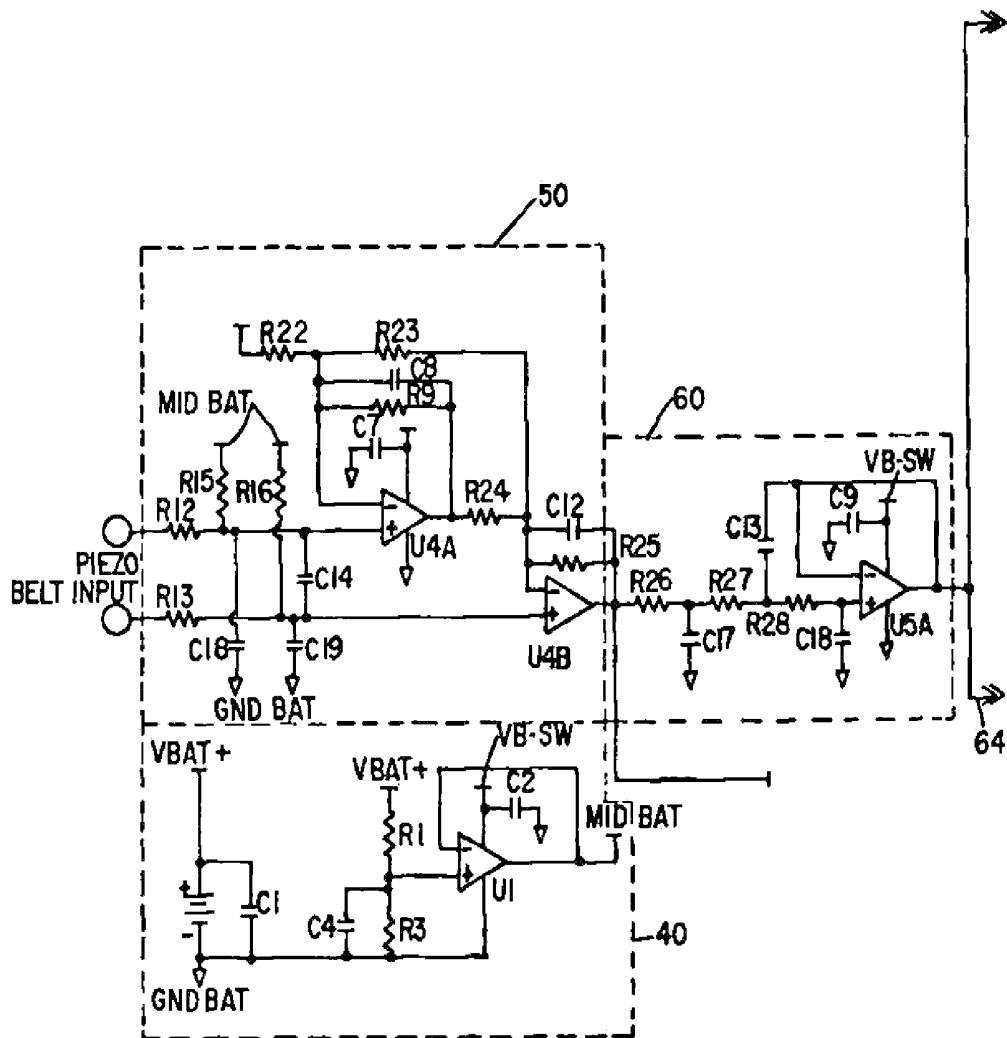 50
R22
R23
C8
R9
MID BAT
C7
60
R15
R16
R24
VB-SW
R12
C12
C9
C13
U4A
R25
PIEZO
BELT INPUT
C14
R26
R27
R13
R28
U5A
C18
C19
U4B
C17
C18
GND BAT
64
VBAT+
VB-SW
VBAT+
C2
MID BAT
R1
U1
C1
C4
R3
40
GND BAT